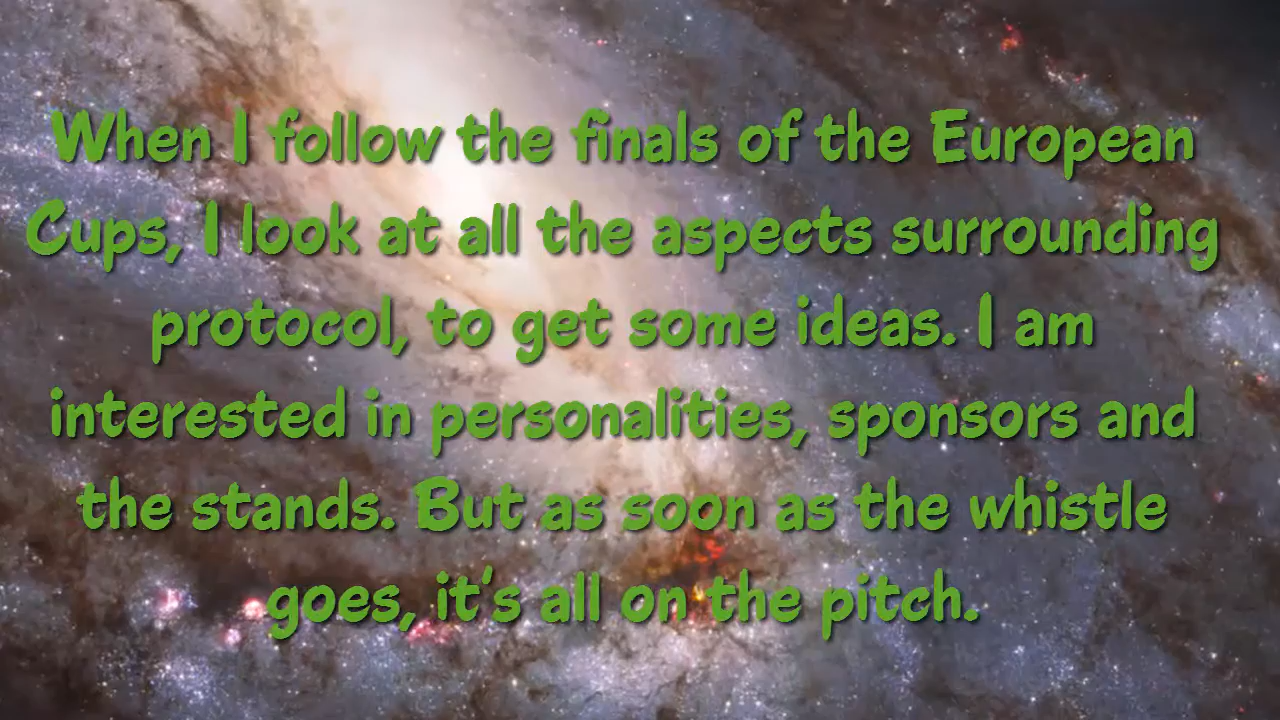 When I follow the finals of the European
Cups, I look at all the aspects surrounding
protocol, to get some ideas. I am
interested in personalities, sponsors and
the stands. But as soon as the whistle
goes, it's all on the pitch.